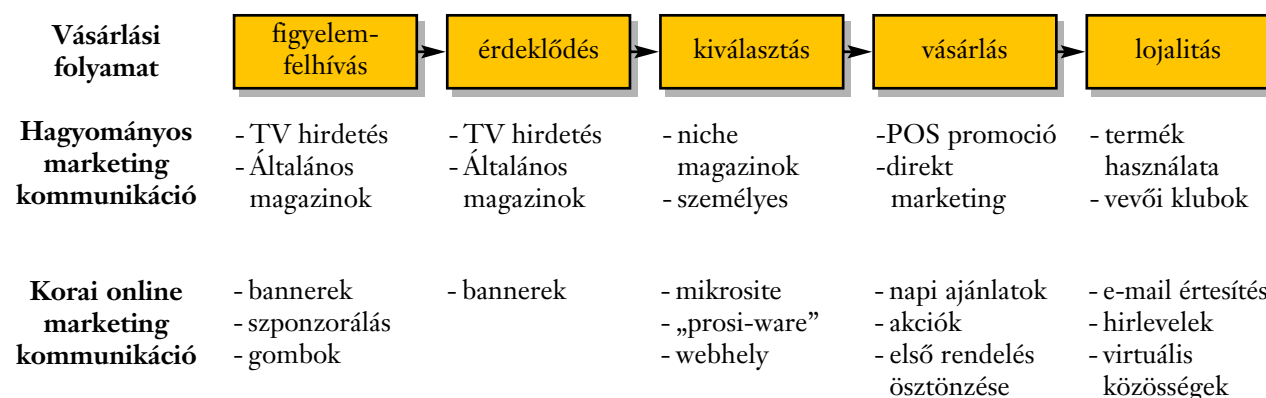 Vásárlási
folyamat
figyelem-
felhívás
érdeklődés
kiválasztás
vásárlás
lojalitás
Hagyományos
marketing
kommunikáció
- TV hirdetés
- Általános
magazinok
- TV hirdetés
- Általános
magazinok
- niche
magazinok
- személyes
-POS promoció
-direkt
marketing
- termék
használata
- vevői klubok
Korai online
marketing
kommunikáció
- bannerek
- szponzorálás
- gombok
- bannerek
- mikrosite
- „prosi-ware”
- webhely
- napi ajánlatok
- akciók
- első rendelés
ösztönzése
- e-mail értesítés
- hirlevelek
- virtuális
közösségek